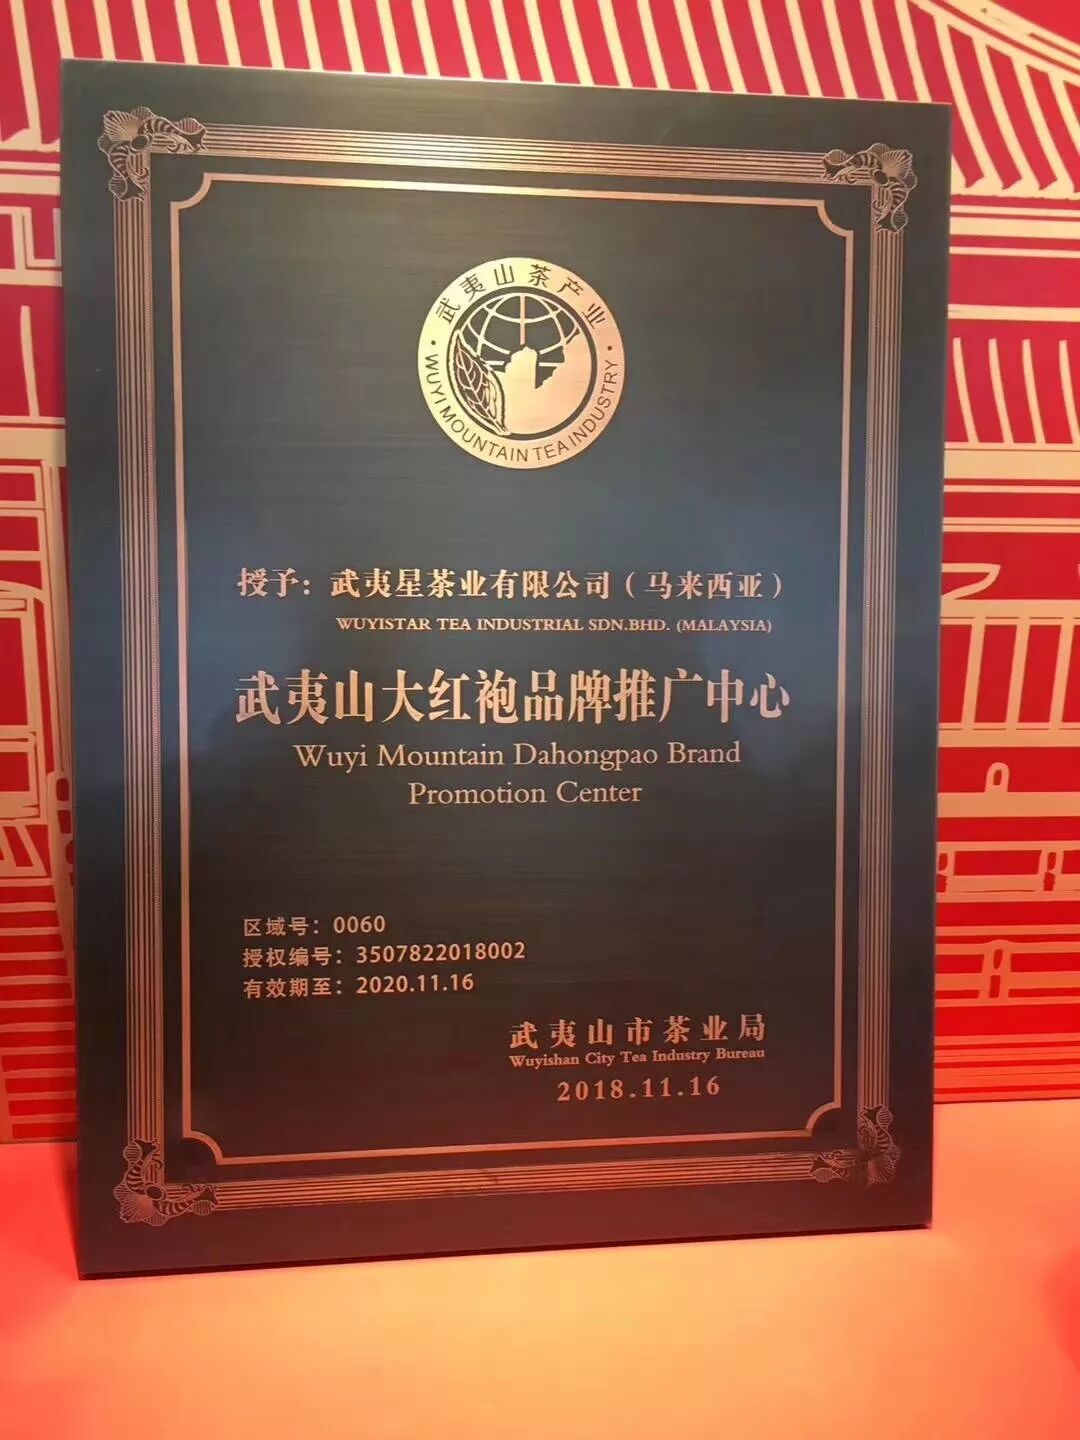 武夷山茶产业
· WUYI MOUNTAIN TEA INDUSTRY ·
授予：武夷星茶业有限公司（马来西亚）
WUYISTAR TEA INDUSTRIAL SDN.BHD. (MALAYSIA)
武夷山大红袍品牌推广中心
Wuyi Mountain Dahongpao Brand
Promotion Center
区域号：0060
授权编号：3507822018002
有效期至：2020.11.16
武夷山市茶业局
Wuyishan City Tea Industry Bureau
2018.11.16